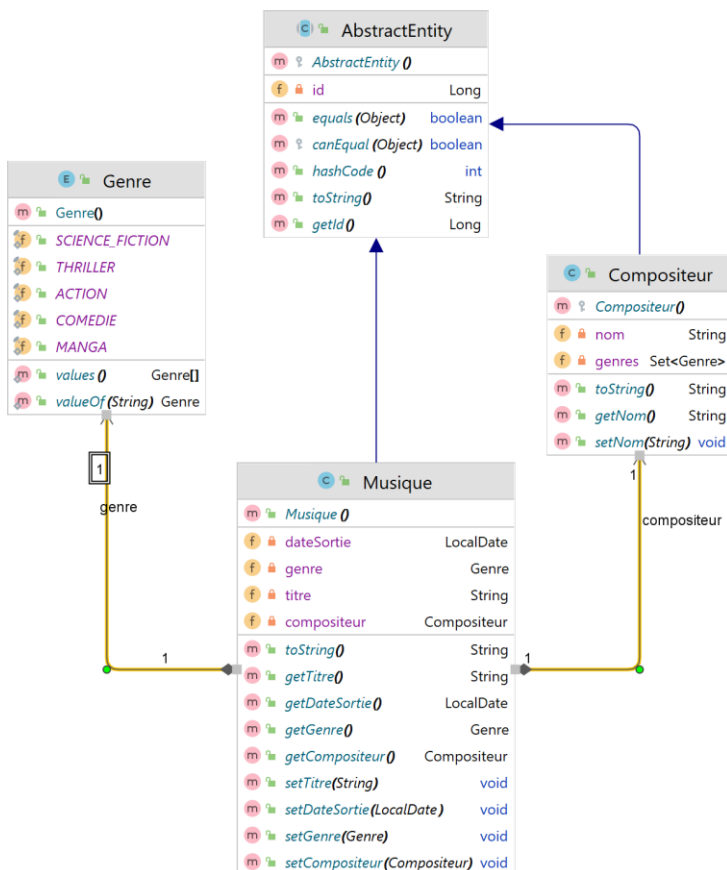 AbstractEntity
AbstractEntity()
id Long
equals(Object) boolean
canEqual(Object) boolean
hashCode() int
toString() String
getId() Long
Genre
Genre()
SCIENCE_FICTION
THRILLER
ACTION
COMEDIE
MANGA
values() Genre[]
valueOf(String) Genre
Compositeur
Compositeur()
nom String
genres Set<Genre>
toString() String
getNom() String
setNom(String) void
1
genre
1
1
compositeur
1
Musique
Musique()
dateSortie LocalDate
genre Genre
titre String
compositeur Compositeur
toString() String
getTitre() String
getDateSortie() LocalDate
getGenre() Genre
getCompositeur() Compositeur
setTitre(String) void
setDateSortie(LocalDate) void
setGenre(Genre) void
setCompositeur(Compositeur) void